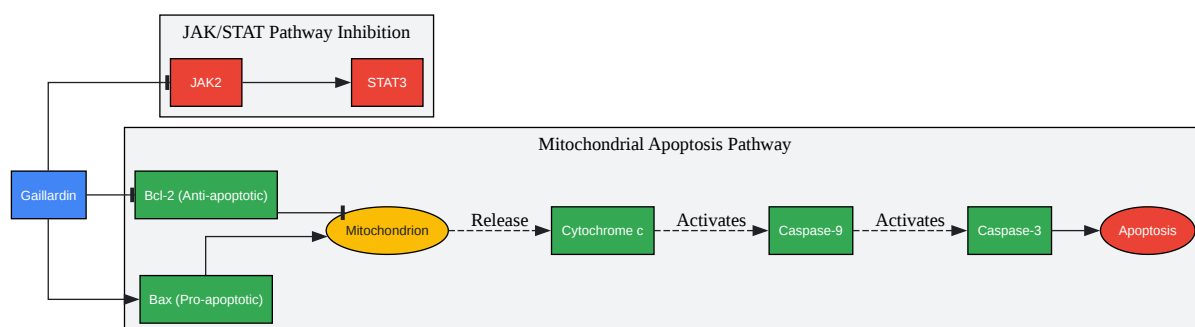 JAK/STAT Pathway Inhibition
JAK2
STAT3
Mitochondrial Apoptosis Pathway
Gaillardin
Bcl-2 (Anti-apoptotic)
Mitochondrion
Release
Cytochrome c
Activates
Caspase-9
Activates
Caspase-3
Apoptosis
Bax (Pro-apoptotic)